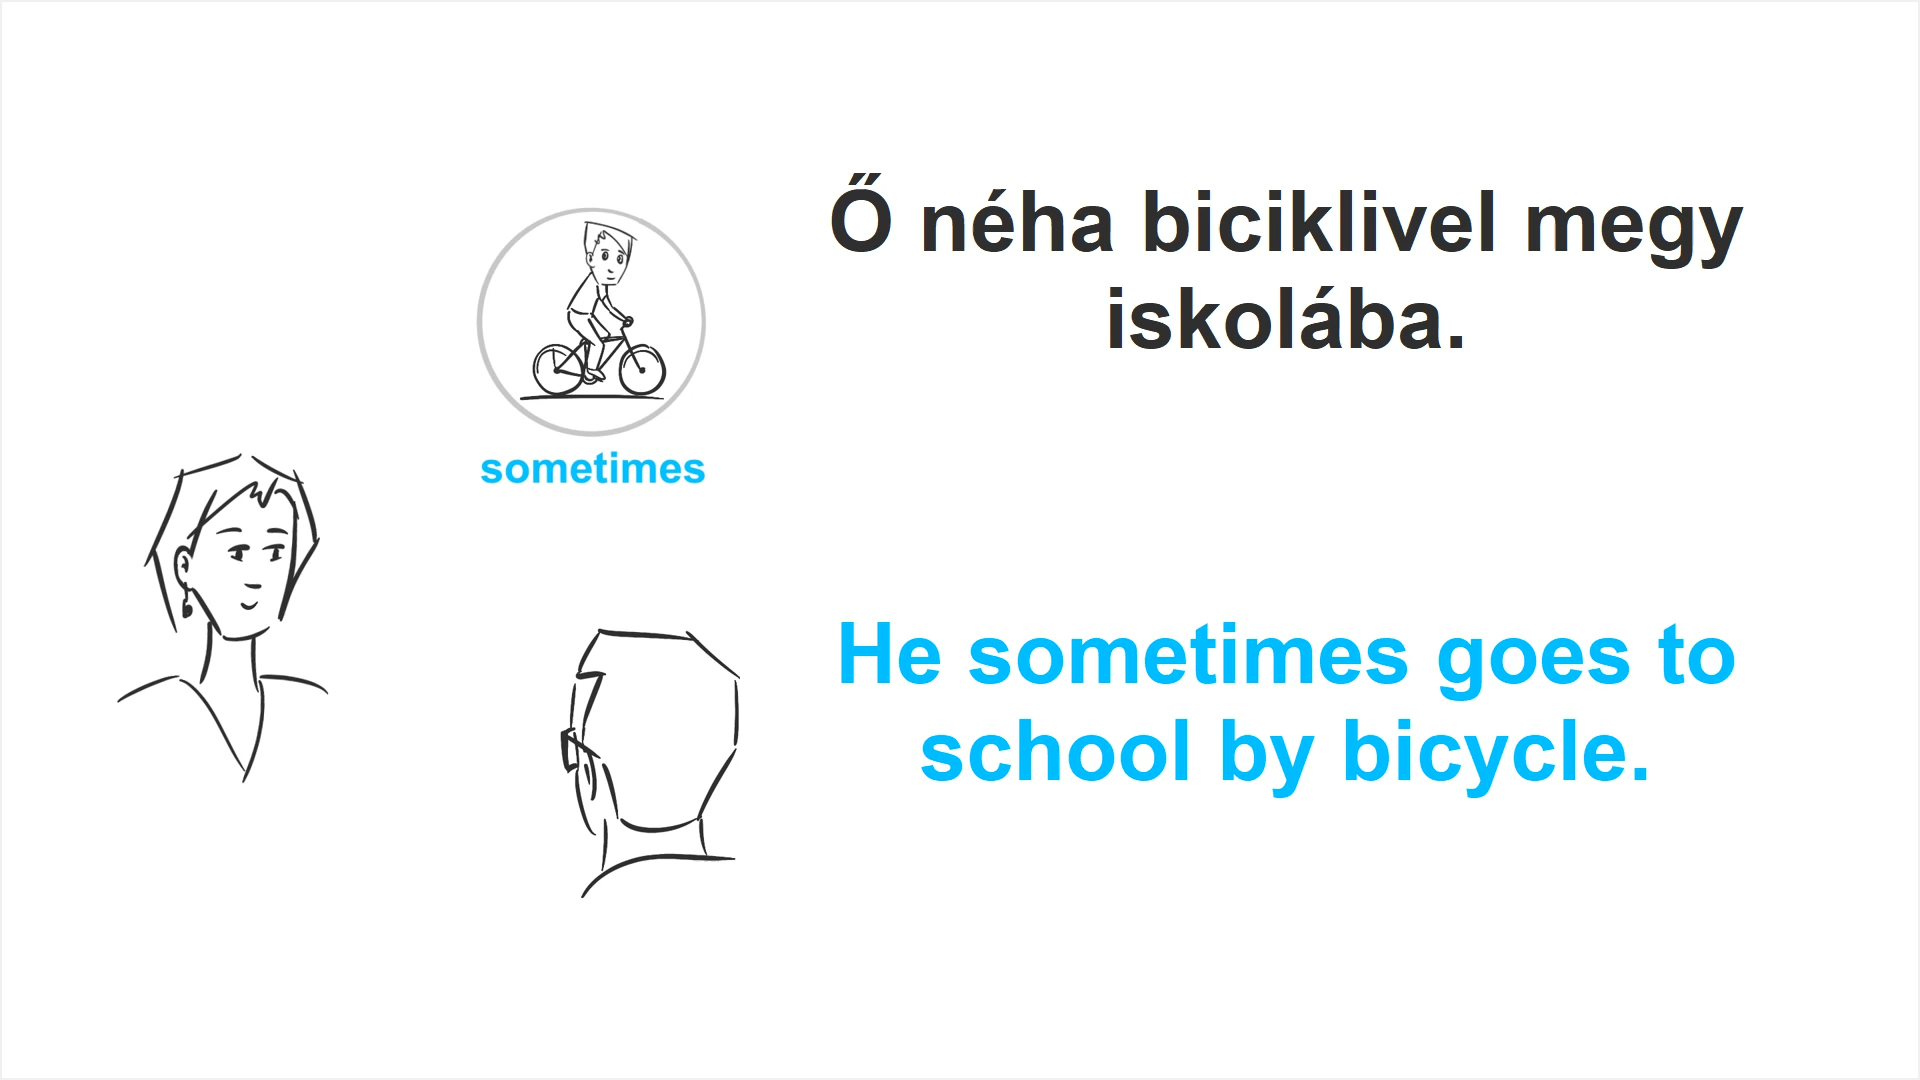 Ő néha biciklivel megy
iskolába.
sometimes
He sometimes goes to
school by bicycle.